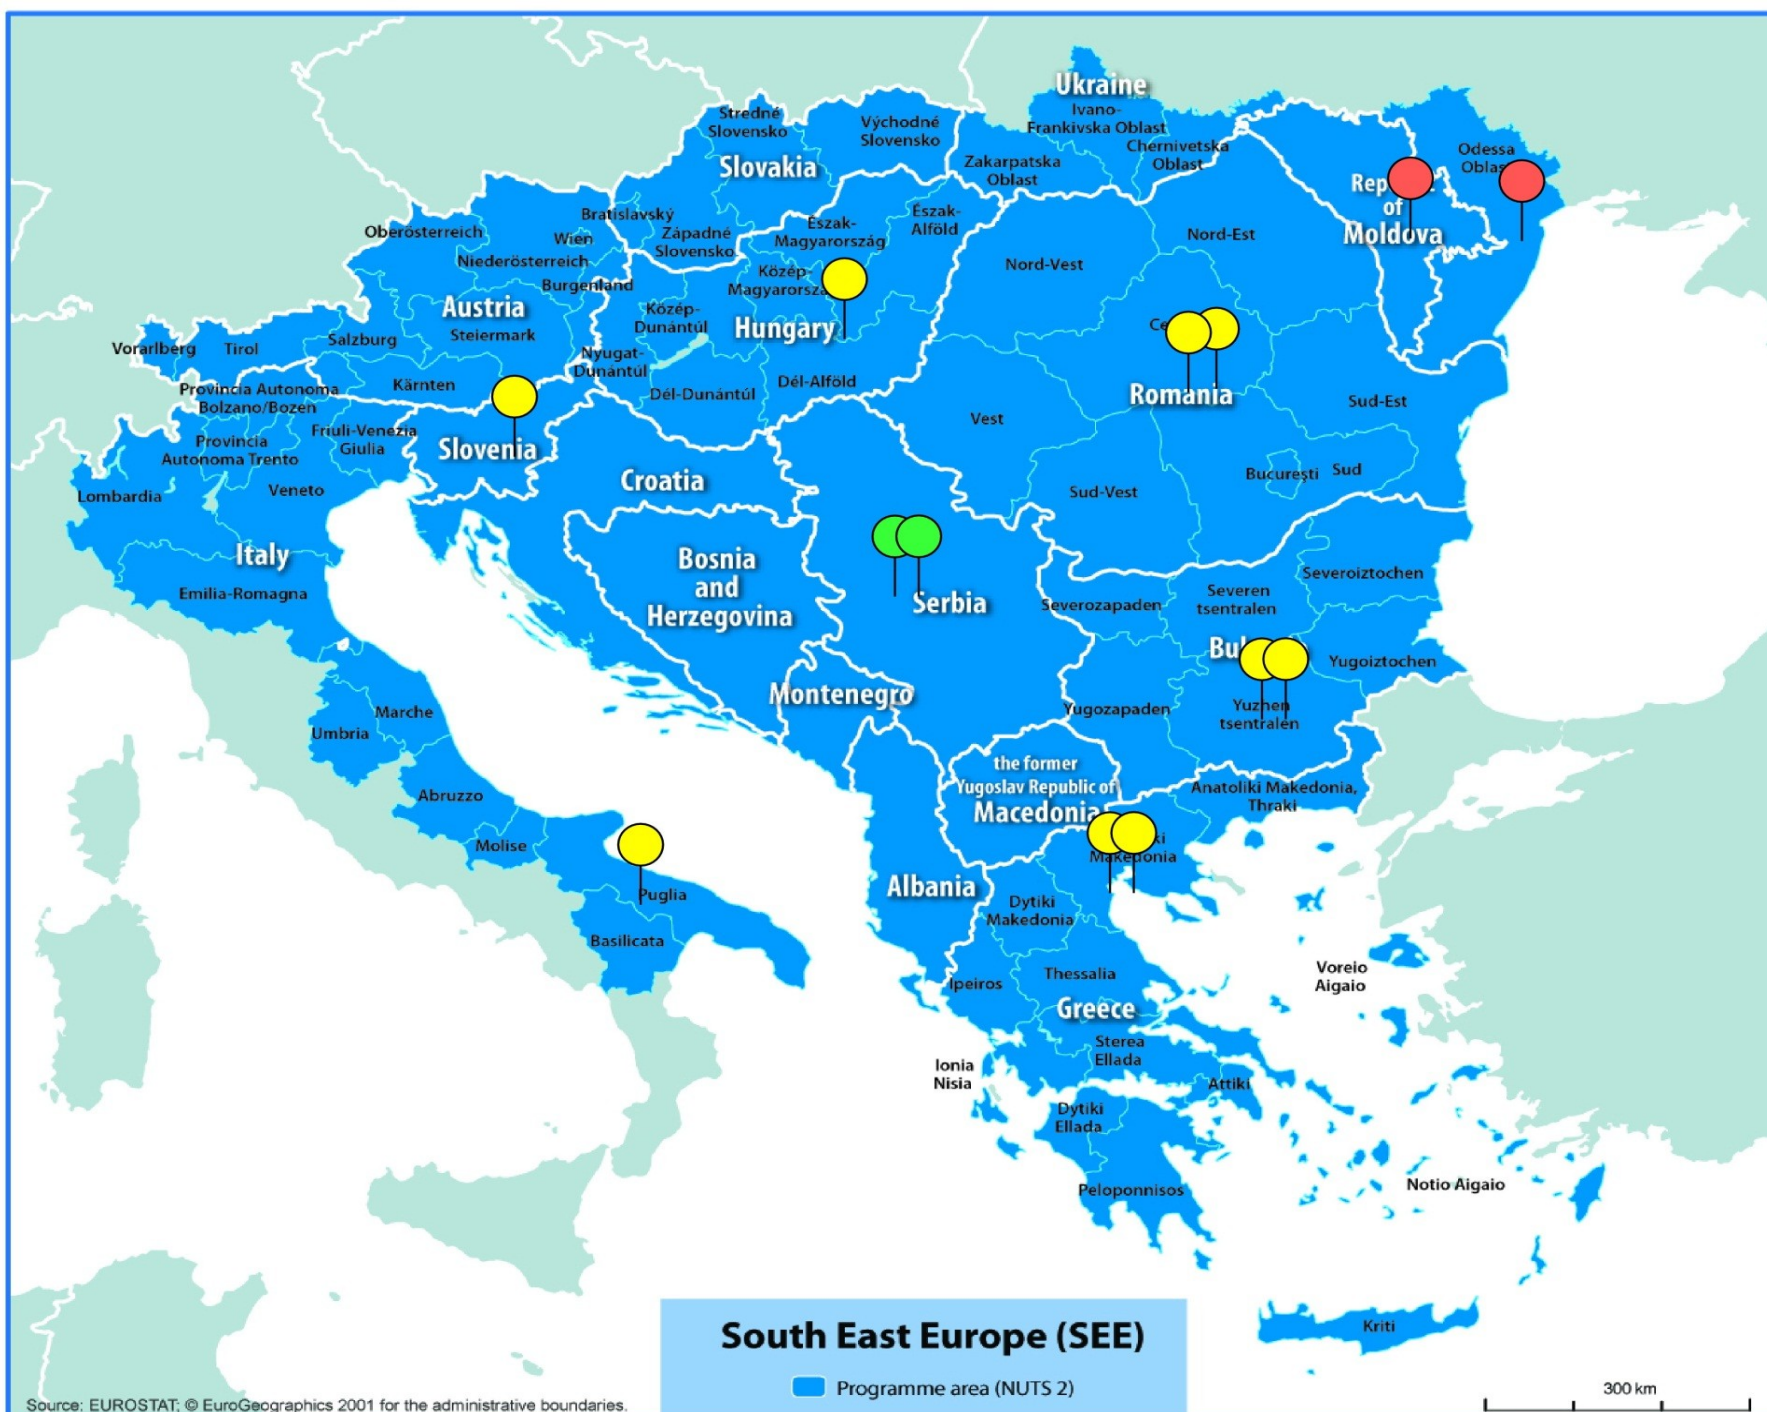 Ukraine
Ivano-
Frankivska Oblast
Chernivetska
Oblast
Zakarpatska
Oblast
Odessa
Republic
of
Moldova
Stredné
Slovensko
Východné
Slovensko
Slovakia
Bratislavský
Západné
Slovensko
Oberösterreich
Wien
Niederösterreich
Burgenland
Austria
Steiermark
Salzburg
Vorarlberg
Tirol
Kärnten
Észak-
Magyarország
Észak-
Alföld
Közép-
Közép-
Dunántúl
Hungary
Nyugat-
Dunántúl
Dél-Dunántúl
Dél-Alföld
Nord-Vest
Nord-Est
Romania
Vest
Sud-Est
Sud-Vest
Bucureşti
Sud
Provincia Autonoma
Bolzano/Bozen
Provincia
Autonoma Trento
Friuli-Venezia
Giulia
Lombardia
Veneto
Italy
Emilia-Romagna
Marche
Umbria
Abruzzo
Molise
Puglia
Basilicata
Slovenia
Croatia
Bosnia
and
Herzegovina
Serbia
Montenegro
Severozapaden
Severen
tsentralen
Severoiztochen
Yugoiztochen
Yugozapaden
Yuzhen
tsentralen
the former
Yugoslav Republic of
Macedonia
Albania
Anatoliki Makedonia,
Thraki
Makedonia
Dytiki
Makedonia
Ipeiros
Thessalia
Greece
Sterea
Ellada
Ionia
Nisia
Attiki
Dytiki
Ellada
Peloponnisos
Voreio
Aigaio
Notio Aigaio
Kriti
South East Europe (SEE)
Programme area (NUTS 2)
300 km
Source: EUROSTAT; © EuroGeographics 2001 for the administrative boundaries.